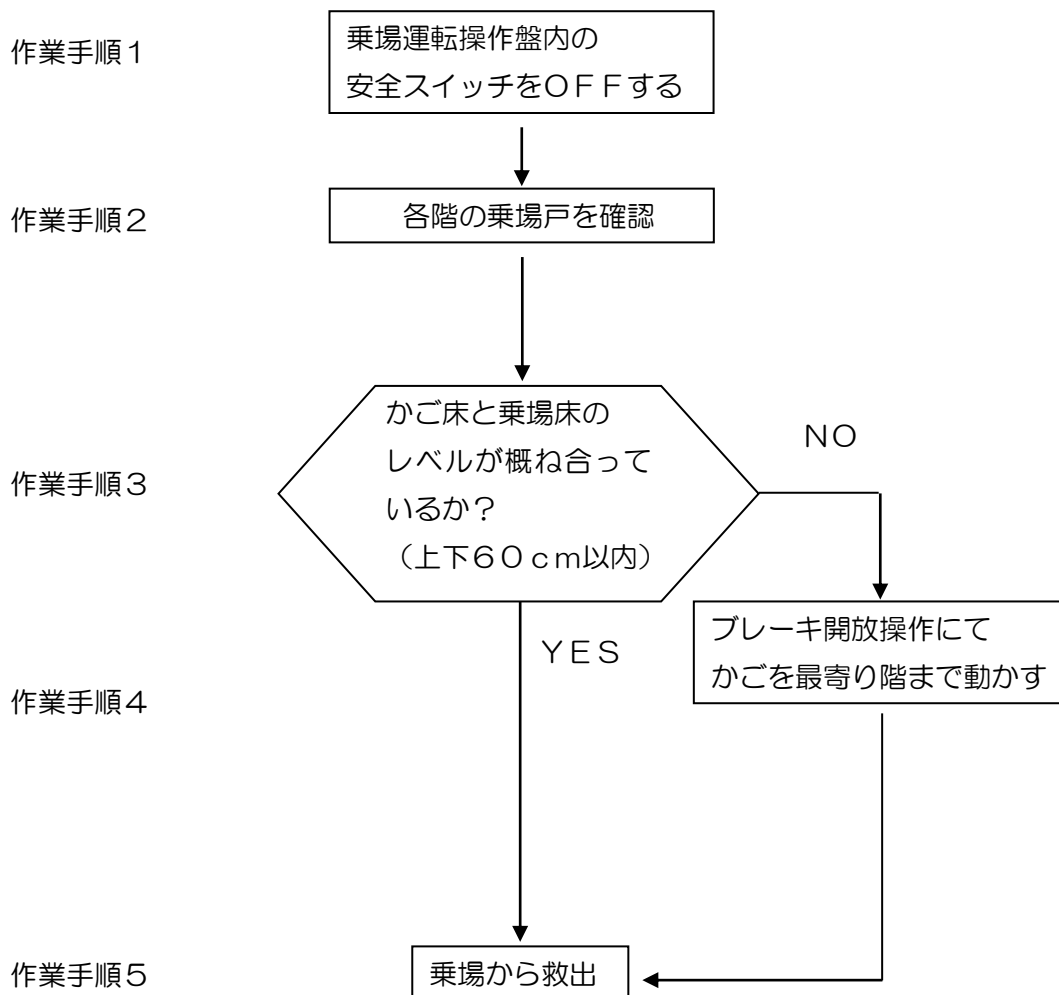 作業手順１
乗場運転操作盤内の
安全スイッチをＯＦＦする
作業手順２
各階の乗場戸を確認
作業手順３
かご床と乗場床の
レベルが概ね合って
いるか？
（上下６０ｃｍ以内）
ＮＯ
ＹＥＳ
作業手順４
ブレーキ開放操作にて
かごを最寄り階まで動かす
作業手順５
乗場から救出